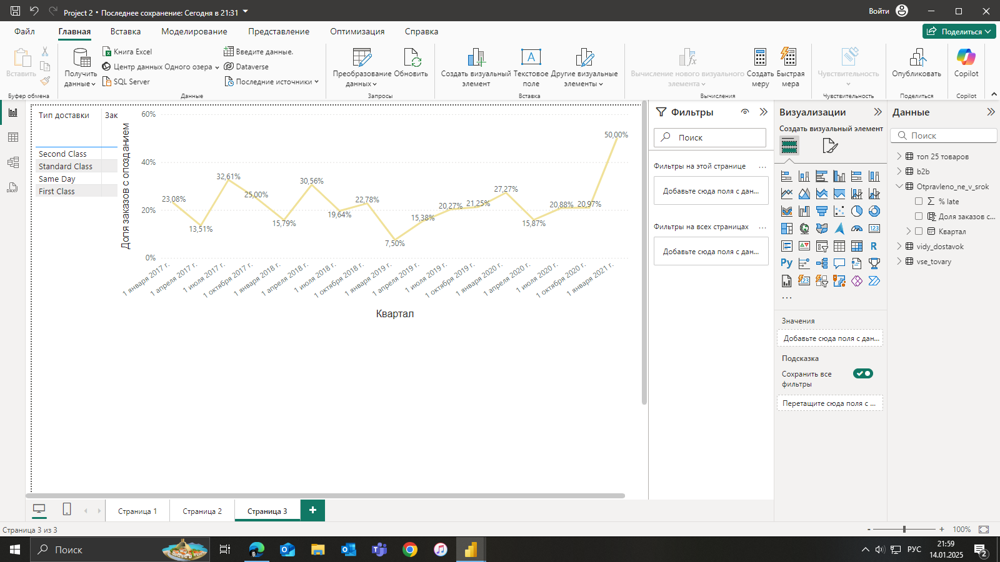 Project 2 • Последнее сохранение: Сегодня в 21:31
Войти
Файл
Главная
Вставка
Моделирование
Представление
Оптимизация
Справка
Поделиться
Вставить
Буфер обмена
Получить
данные
Книга Excel
Центр данных Одного озера
SQL Server
Введите данные.
Dataverse
Последние источники
Данные
Преобразование
данных
Обновить
Запросы
Создать визуальный
элемент
Текстовое
поле
A
Другие визуальные
элементы
Вставка
Вычисление нового визуального
элемента
Создать
меру
Быстрая
мера
Вычисления
Чувствительность
Чувствительность
Опубликовать
Поделиться
Copilot
Copilot
Тип доставки
Зак
Second Class
Standard Class
Same Day
First Class
Доля заказов с опозданием
60%
40%
20%
0%
23,08%
13,51%
32,61%
25,00%
15,79%
30,56%
19,64%
22,78%
7,50%
15,38%
20,27%
21,25%
27,27%
15,87%
20,88%
20,97%
50,00%
1 января 2017 г.
1 апреля 2017 г.
1 июля 2017 г.
1 октября 2017 г.
1 января 2018 г.
1 апреля 2018 г.
1 июля 2018 г.
1 октября 2018 г.
1 января 2019 г.
1 апреля 2019 г.
1 июля 2019 г.
1 октября 2019 г.
1 января 2020 г.
1 апреля 2020 г.
1 июля 2020 г.
1 октября 2020 г.
1 января 2021 г.
Квартал
Фильтры
Поиск
Фильтры на этой странице
...
Добавьте сюда поля с дан...
Фильтры на всех страницах
...
Добавьте сюда поля с дан...
Визуализации
Создать визуальный элемент
123
R
Py
123
...
Значения
Добавьте сюда поля с дан...
Подсказка
Сохранить все
фильтры
Перетащите сюда поля с ...
Данные
Поиск
топ 25 товаров
b2b
Otpravleno_ne_v_srok
% late
Доля заказов с...
Квартал
vidy_dostavok
vse_tovary
Страница 1
Страница 2
Страница 3
+
Страница 3 из 3
- + 100%
Поиск
РУС
21:59
14.01.2025
2